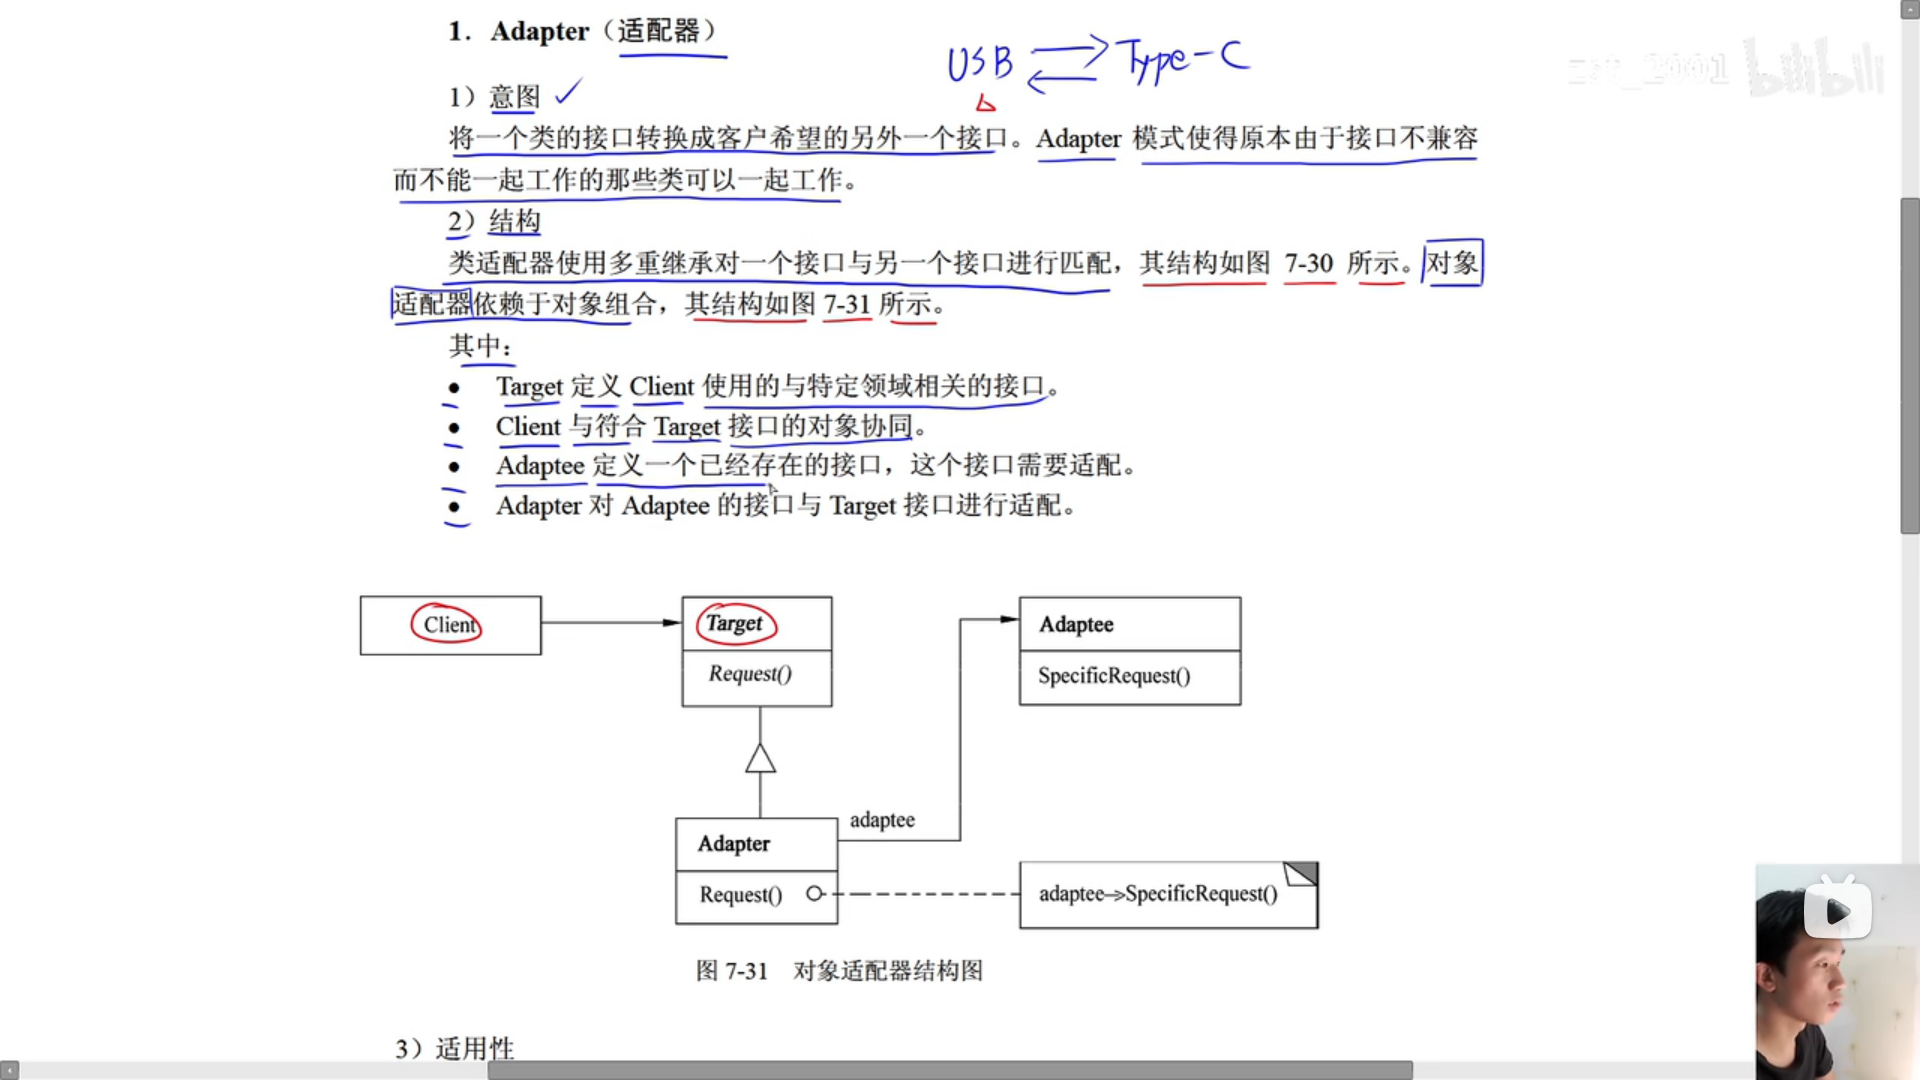 1. Adapter（适配器）
USB Type-C
1）意图
将一个类的接口转换成客户希望的另外一个接口。Adapter 模式使得原本由于接口不兼容
而不能一起工作的那些类可以一起工作。
2）结构
类适配器使用多重继承对一个接口与另一个接口进行匹配，其结构如图 7-30 所示。对象
适配器依赖于对象组合，其结构如图 7-31 所示。
其中：
• Target 定义 Client 使用的与特定领域相关的接口。
• Client 与符合 Target 接口的对象协同。
• Adaptee 定义一个已经存在的接口，这个接口需要适配。
• Adapter 对 Adaptee 的接口与 Target 接口进行适配。
Client
Target
Request()
Adaptee
SpecificRequest()
Adapter
Request()
adaptee
adaptee->SpecificRequest()
图 7-31 对象适配器结构图
3）适用性
bilibili